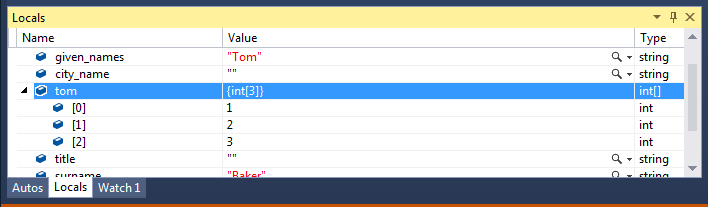 Locals
Name Value Type
given_names "Tom" string
city_name "" string
tom {int[3]} int[]
[0] 1 int
[1] 2 int
[2] 3 int
title "" string
surname "Baker" string
Autos Locals Watch 1